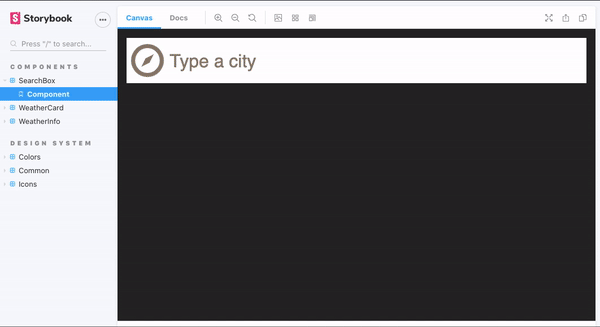 Storybook
Canvas
Docs
Press "/" to search...
COMPONENTS
SearchBox
Component
WeatherCard
WeatherInfo
DESIGN SYSTEM
Colors
Common
Icons
Type a city